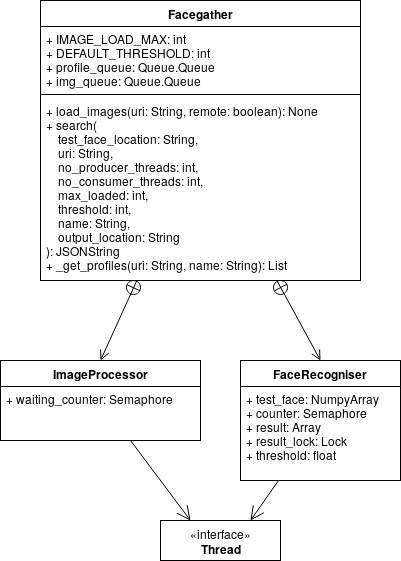 Facegather
+ IMAGE_LOAD_MAX: int
+ DEFAULT_THRESHOLD: int
+ profile_queue: Queue.Queue
+ img_queue: Queue.Queue
+ load_images(uri: String, remote: boolean): None
+ search(
test_face_location: String,
uri: String,
no_producer_threads: int,
no_consumer_threads: int,
max_loaded: int,
threshold: int,
name: String,
output_location: String
): JSONString
+ _get_profiles(uri: String, name: String): List
ImageProcessor
+ waiting_counter: Semaphore
FaceRecogniser
+ test_face: NumpyArray
+ counter: Semaphore
+ result: Array
+ result_lock: Lock
+ threshold: float
«interface»
Thread